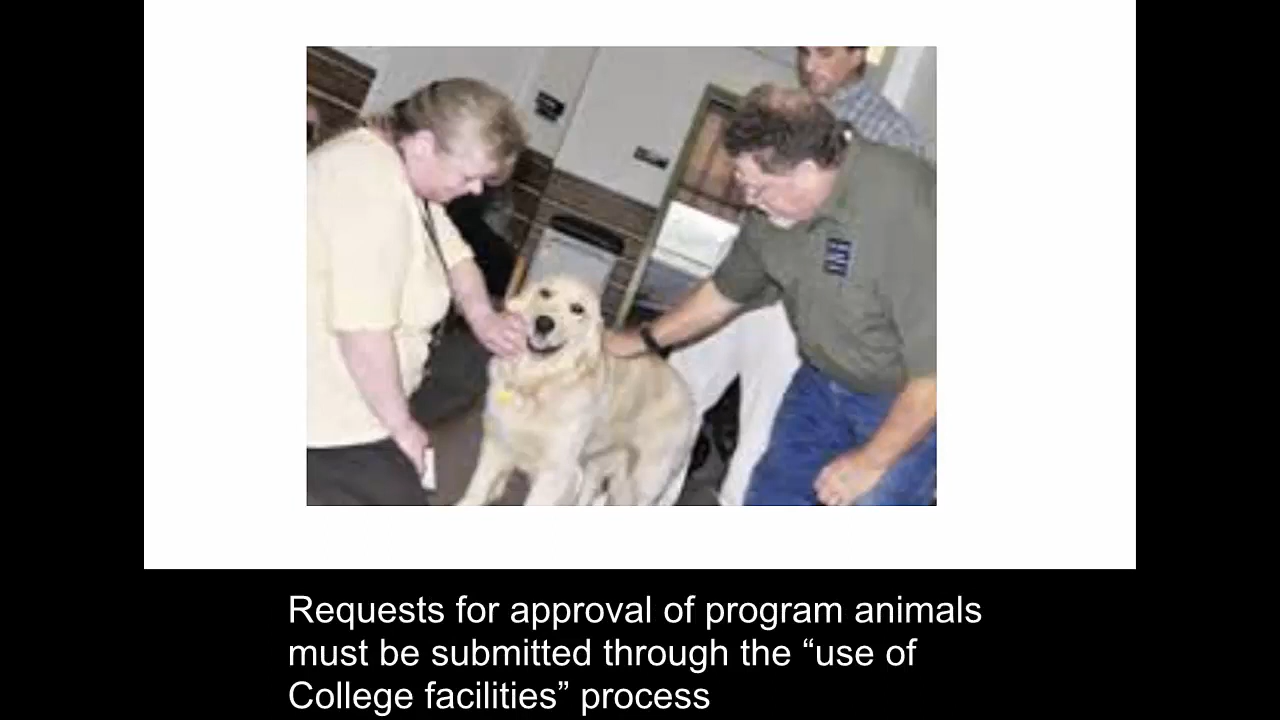 Requests for approval of program animals
must be submitted through the “use of
College facilities” process